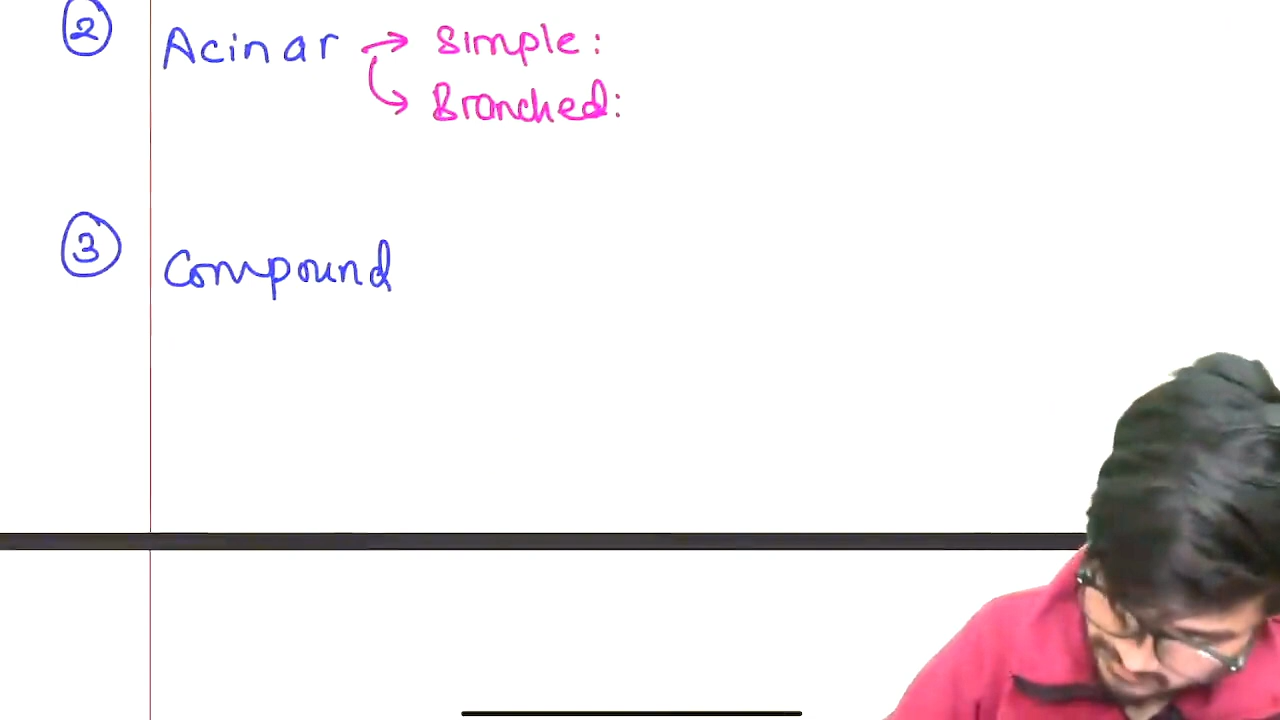 ② Acinar → Simple:
↳ Branched:
③ Compound